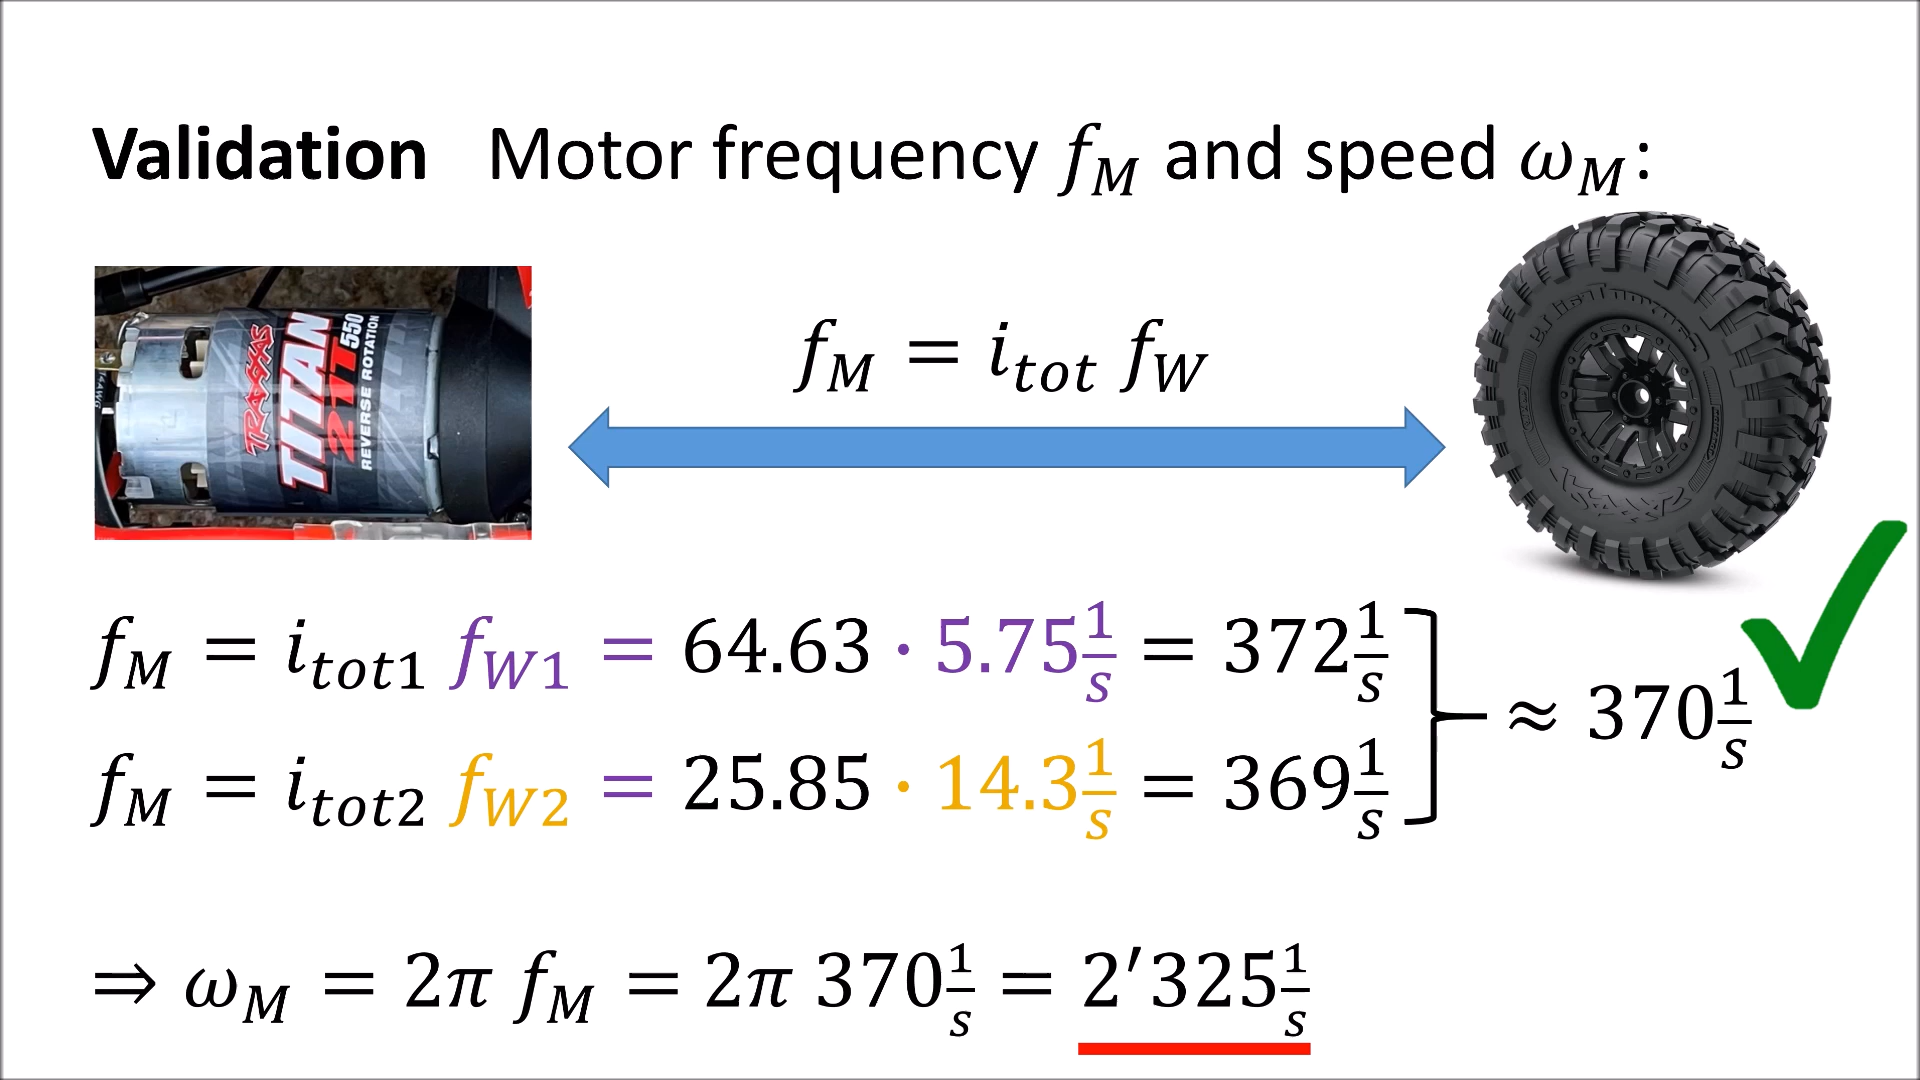 Validation Motor frequency f_M and speed ω_M:
TRAXXAS
TITAN
21T 550
REVERSE ROTATION
f_M = i_tot f_W
f_M = i_tot1 f_W1 = 64.63 · 5.75 1/s = 372 1/s
≈ 370 1/s
f_M = i_tot2 f_W2 = 25.85 · 14.3 1/s = 369 1/s
⇒ ω_M = 2π f_M = 2π 370 1/s = 2′325 1/s